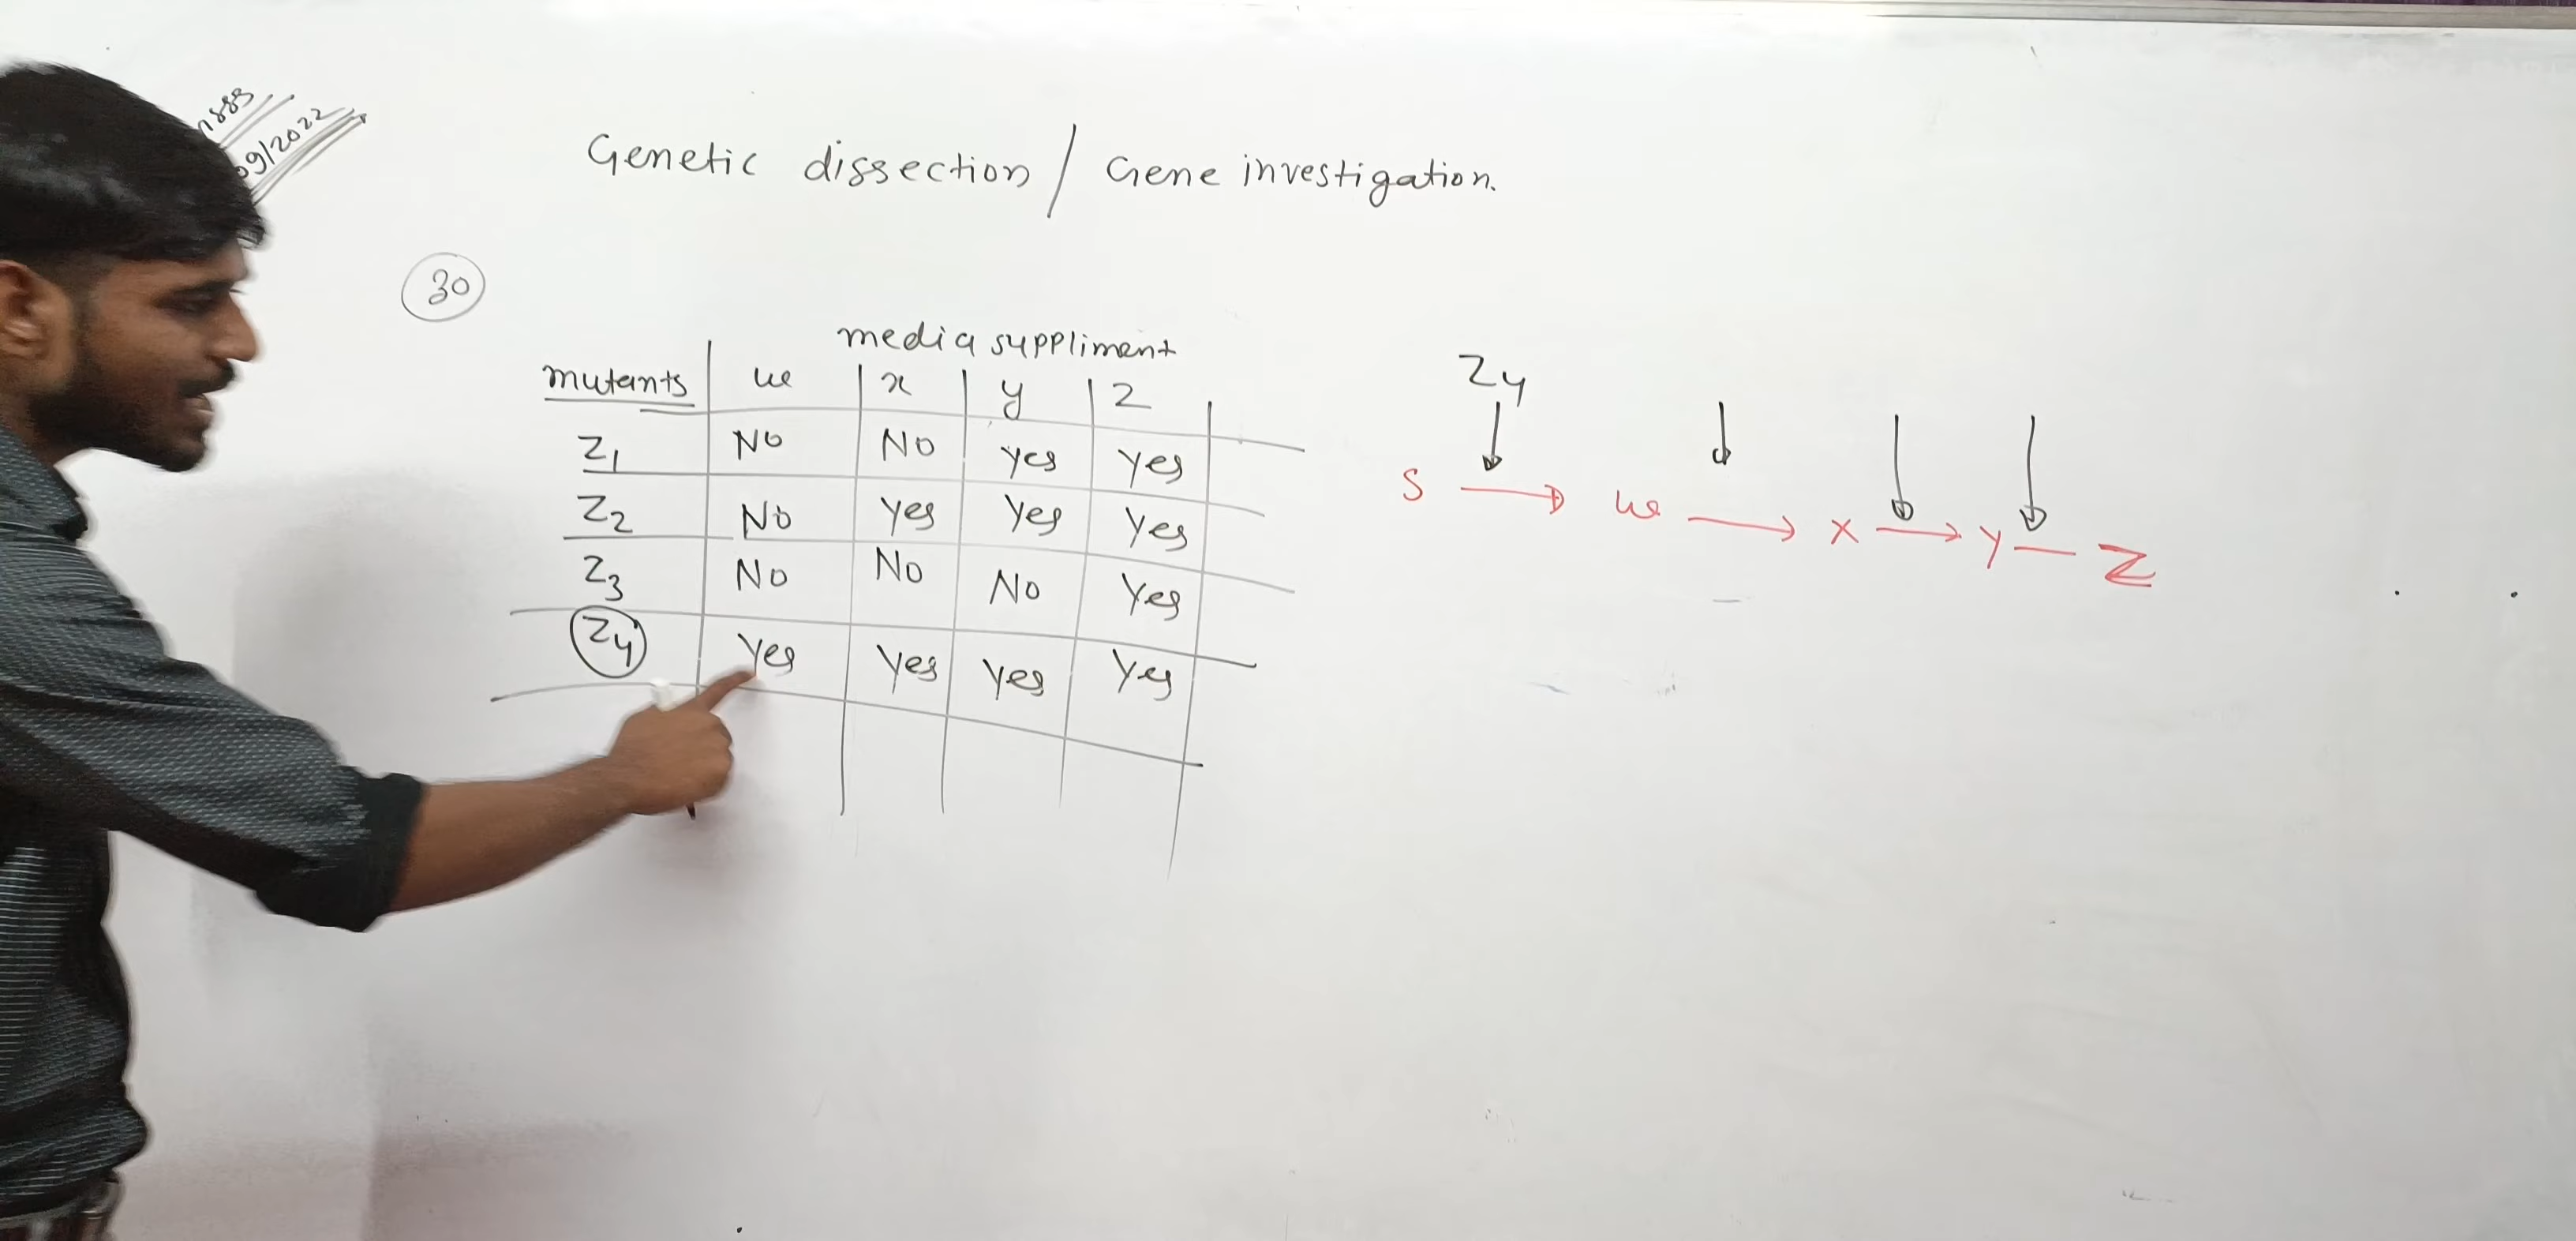 09/2022
Genetic dissection / Gene investigation.
30
media suppliment
mutants w x y z
Z1 No No yes yes
Z2 No Yes Yes Yes
Z3 No No No Yes
Z4 Yes Yes Yes Yes
Z4
S → w → X → Y — Z